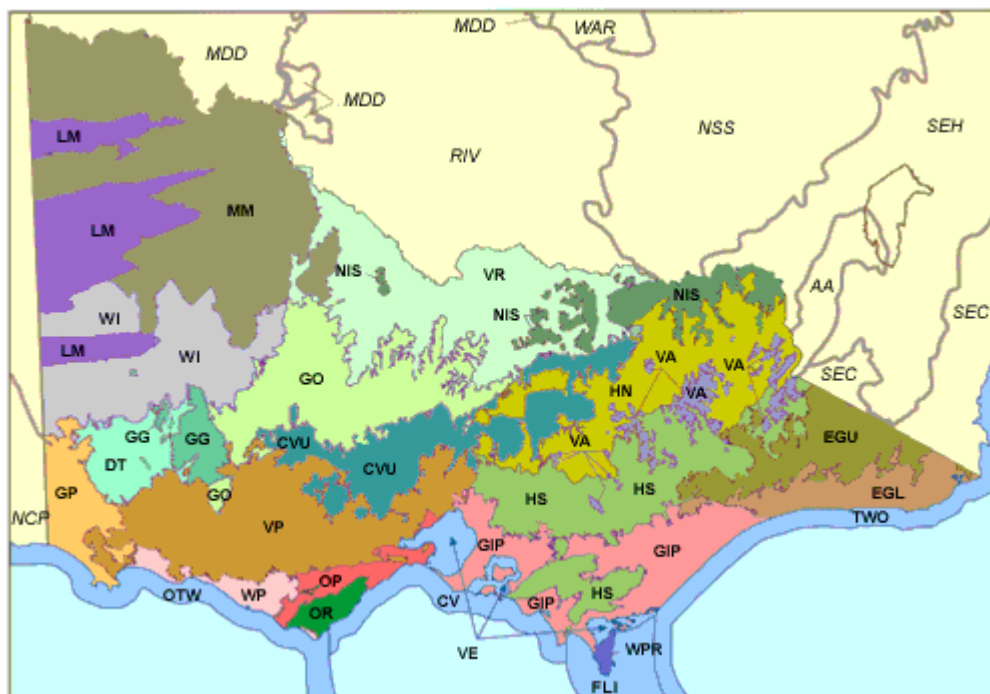 MDD
WAR
MDD
MDD
NSS
SEH
LM
RIV
MM
LM
NIS
VR
NIS
AA
NIS
SEC
WI
LM
WI
VA
VA
SEC
GO
HN
VA
GG
GG
CVU
VA
EGU
DT
CVU
GP
GO
HS
HS
EGL
NCP
VP
TWO
GIP
GIP
OP
OTW
WP
CV
GIP
HS
OR
VE
WPR
FLI